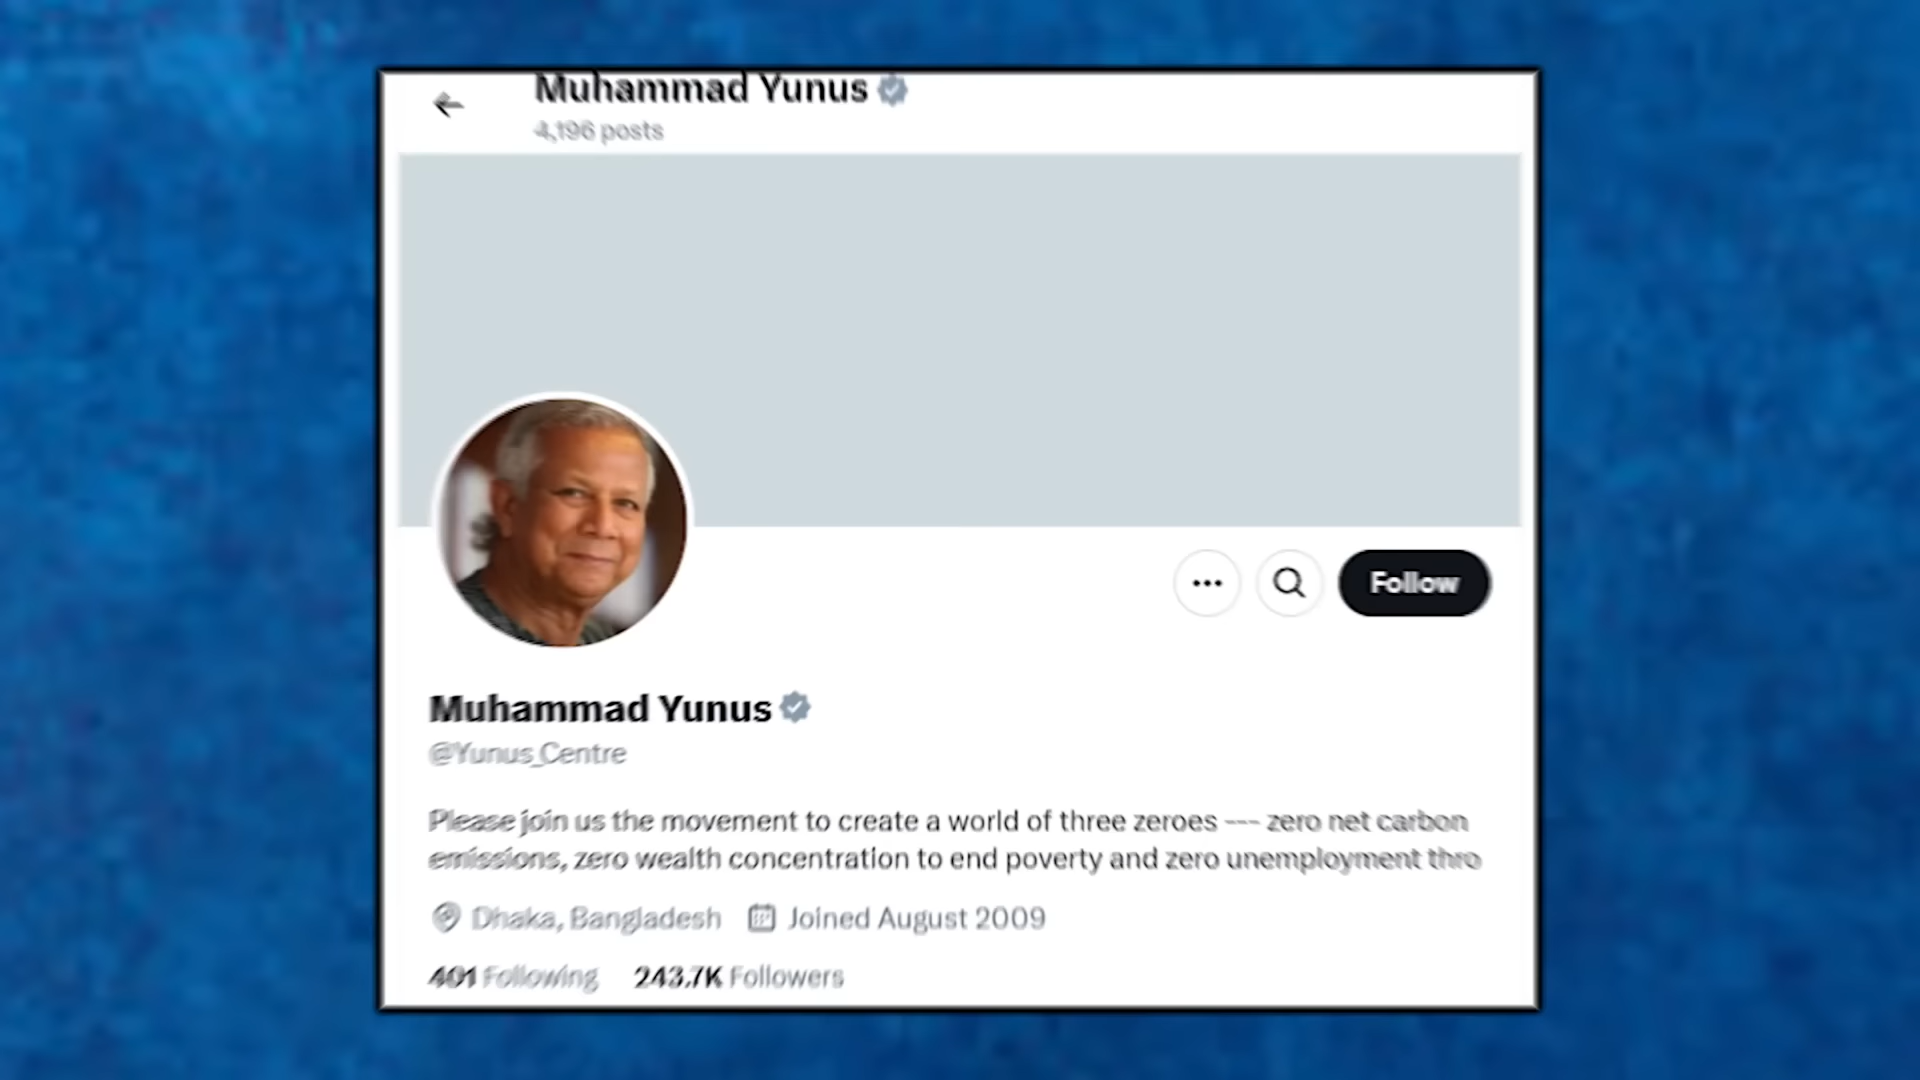 Muhammad Yunus
4,196 posts
Follow
Muhammad Yunus
@Yunus_Centre
Please join us the movement to create a world of three zeroes --- zero net carbon
emissions, zero wealth concentration to end poverty and zero unemployment thro
Dhaka, Bangladesh Joined August 2009
401 Following 243.7K Followers